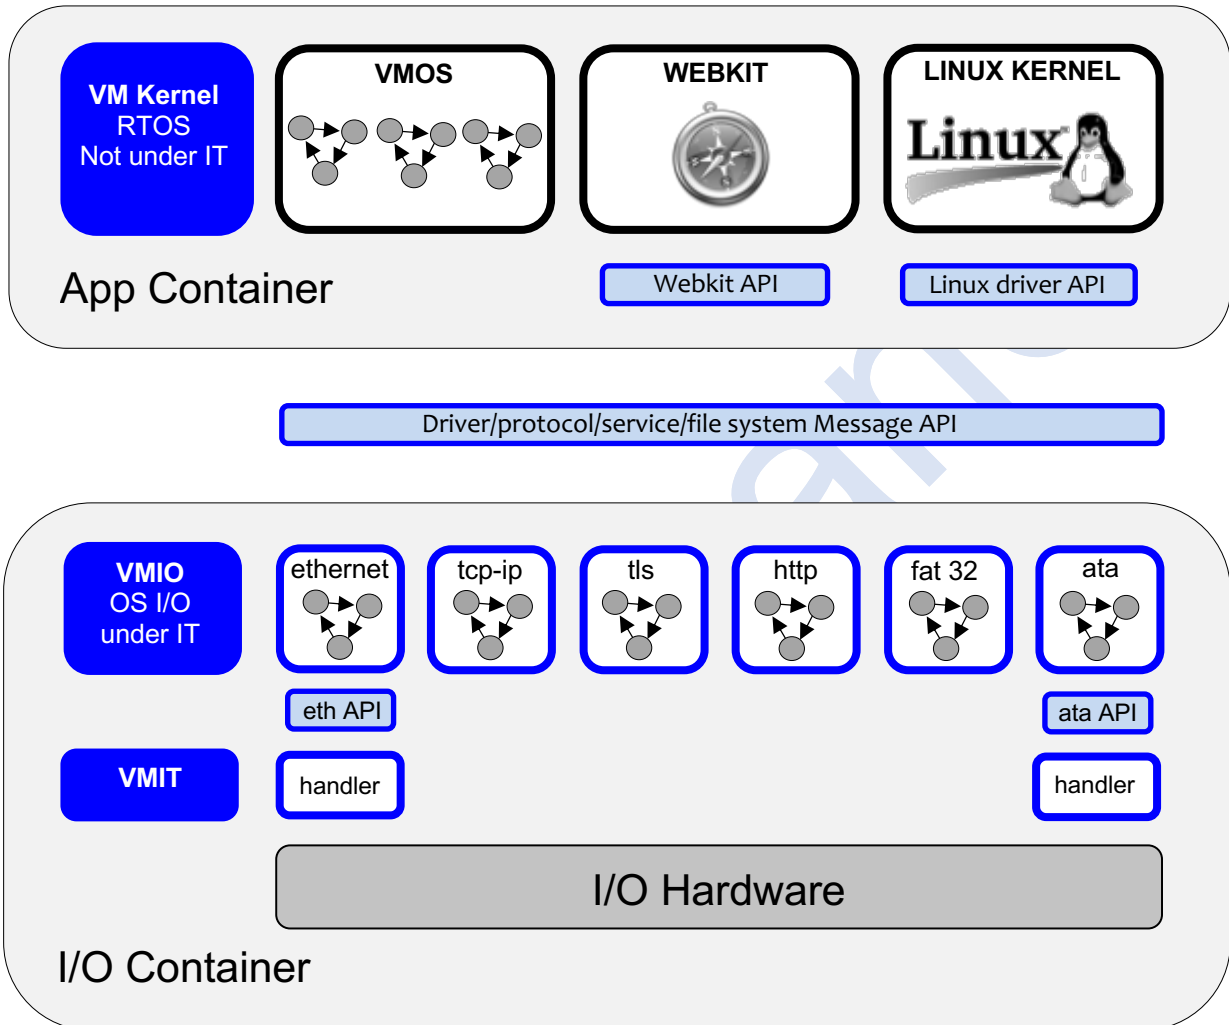 VM Kernel
RTOS
Not under IT
VMOS
WEBKIT
LINUX KERNEL
Linux
App Container
Webkit API
Linux driver API
Driver/protocol/service/file system Message API
VMIO
OS I/O
under IT
ethernet
tcp-ip
tls
http
fat 32
ata
eth API
ata API
VMIT
handler
handler
I/O Hardware
I/O Container